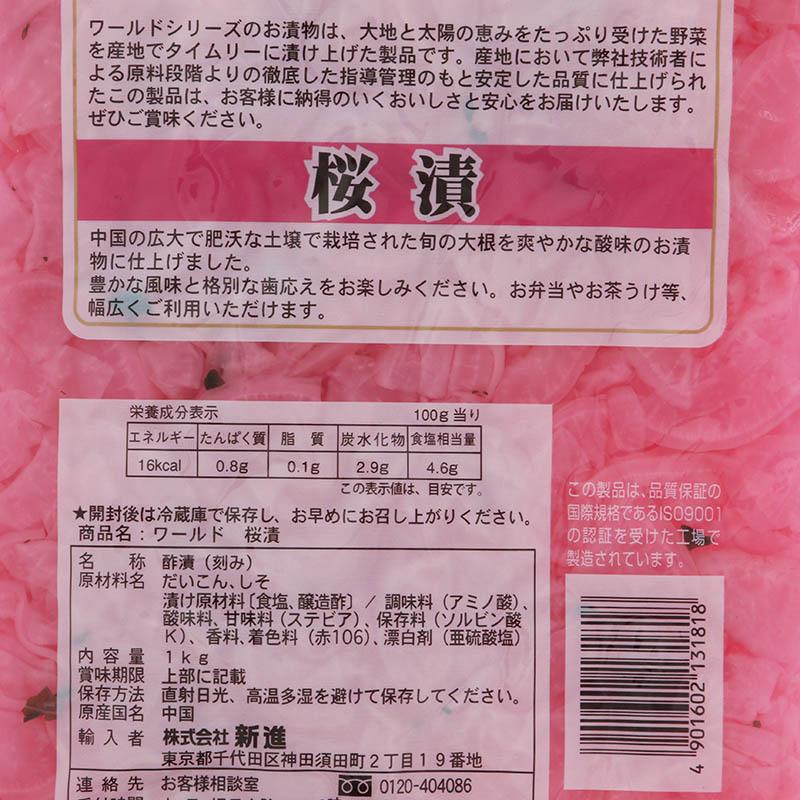 ワールドシリーズのお漬物は、大地と太陽の恵みをたっぷり受けた野菜
を産地でタイムリーに漬け上げた製品です。産地において弊社技術者に
よる原料段階よりの徹底した指導管理のもと安定した品質に仕上げられ
たこの製品は、お客様に納得のいくおいしさと安心をお届けいたします。
ぜひご賞味ください。
桜漬
中国の広大で肥沃な土壌で栽培された旬の大根を爽やかな酸味のお漬
物に仕上げました。
豊かな風味と格別な歯応えをお楽しみください。お弁当やお茶うけ等、
幅広くご利用いただけます。
栄養成分表示 100g当り
エネルギー たんぱく質 脂質 炭水化物 食塩相当量
16kcal 0.8g 0.1g 2.9g 4.6g
この表示値は、目安です。
★開封後は冷蔵庫で保存し、お早めにお召し上がりください。
商品名:ワールド 桜漬
名称 酢漬(刻み)
原材料名 だいこん、しそ
漬け原材料〔食塩、醸造酢〕/調味料(アミノ酸)、
酸味料、甘味料(ステビア)、保存料(ソルビン酸
K)、香料、着色料(赤106)、漂白剤(亜硫酸塩)
内容量 1kg
賞味期限 上部に記載
保存方法 直射日光、高温多湿を避けて保存してください。
原産国名 中国
輸入者 株式会社 新進
東京都千代田区神田須田町2丁目19番地
連絡先 お客様相談室 0120-404086
この製品は、品質保証の
国際規格であるISO9001
の認証を受けた工場で
製造されています。
4 901602 131818